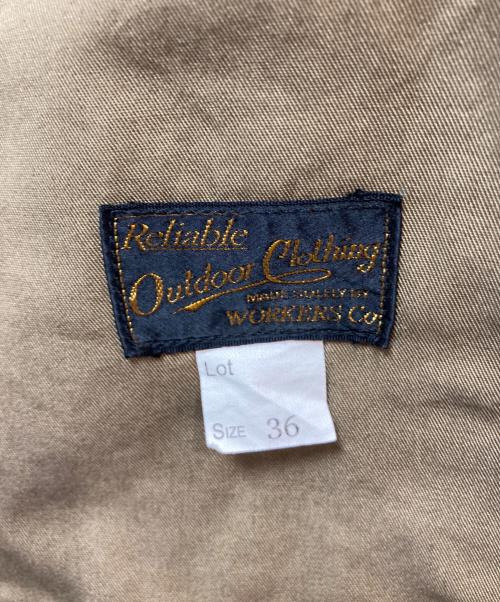 Reliable
Outdoor Clothing
MADE SOLELY BY
WORKERS Co
Lot
SIZE 36